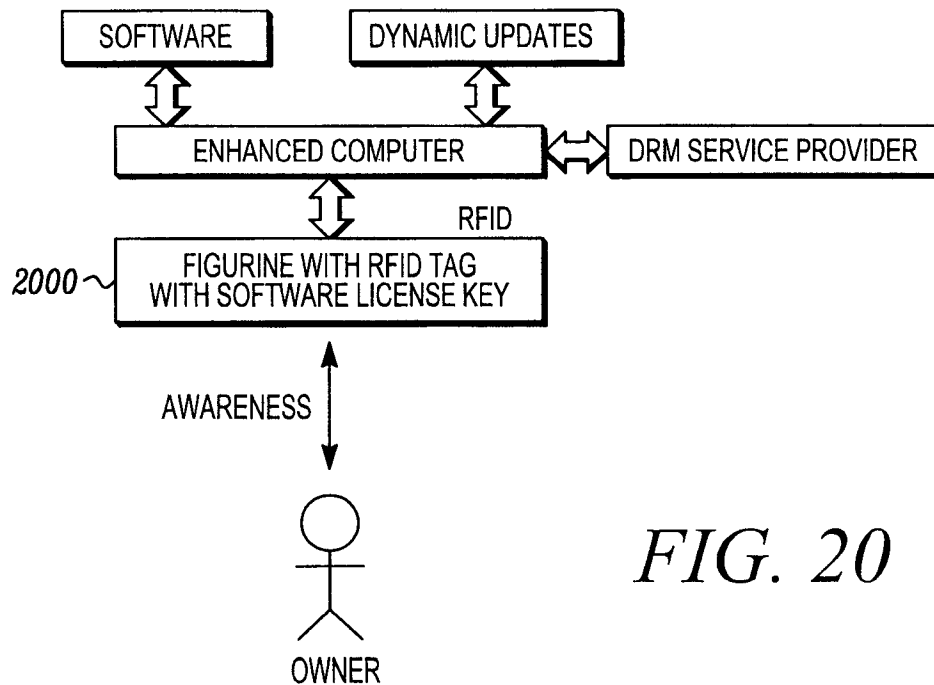 SOFTWARE
DYNAMIC UPDATES
ENHANCED COMPUTER
DRM SERVICE PROVIDER
RFID
2000
FIGURINE WITH RFID TAG
WITH SOFTWARE LICENSE KEY
AWARENESS
FIG. 20
OWNER